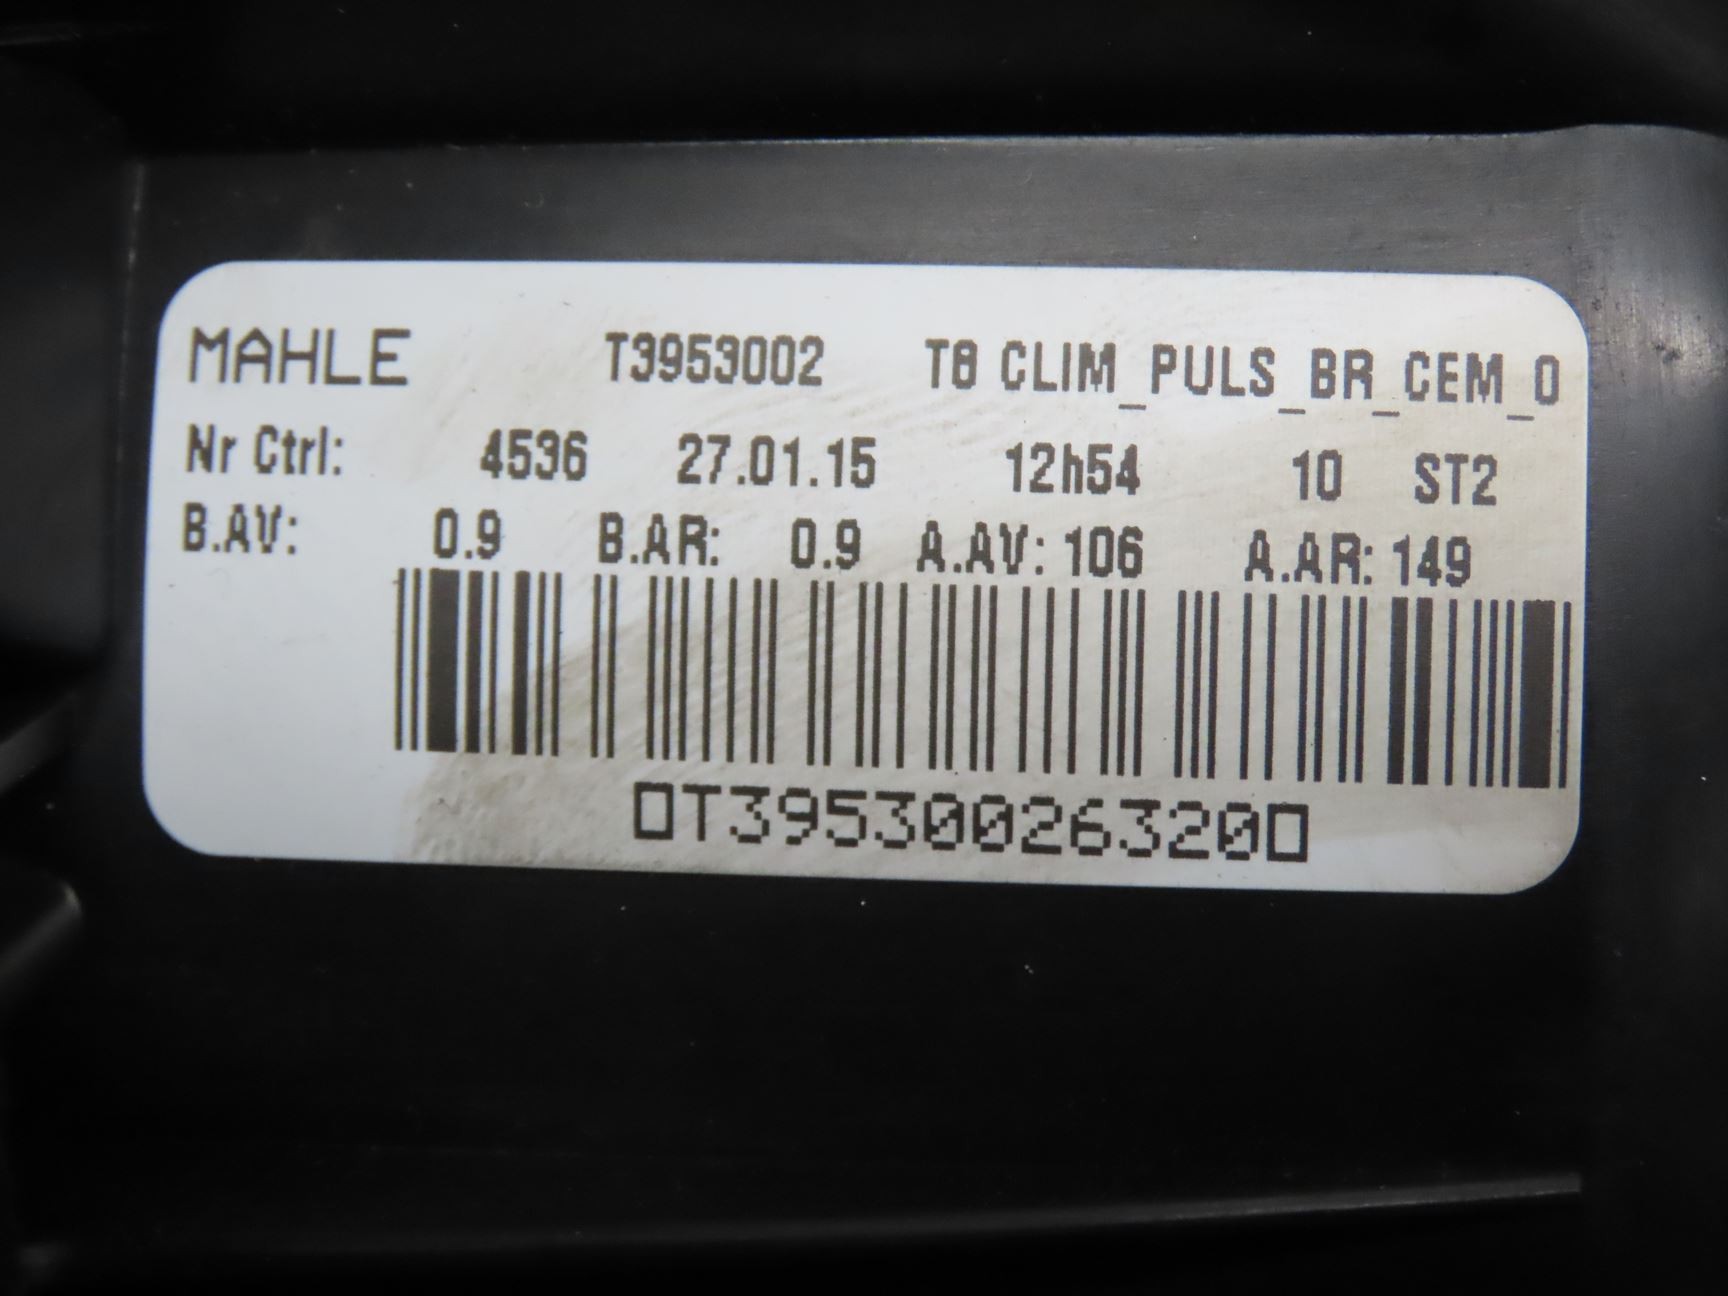 MAHLE T3953002 T8 CLIM_PULS_BR_CEM_0
Nr Ctrl: 4536 27.01.15 12h54 10 ST2
B.AV: 0.9 B.AR: 0.9 A.AV: 106 A.AR: 149
0T395300263200